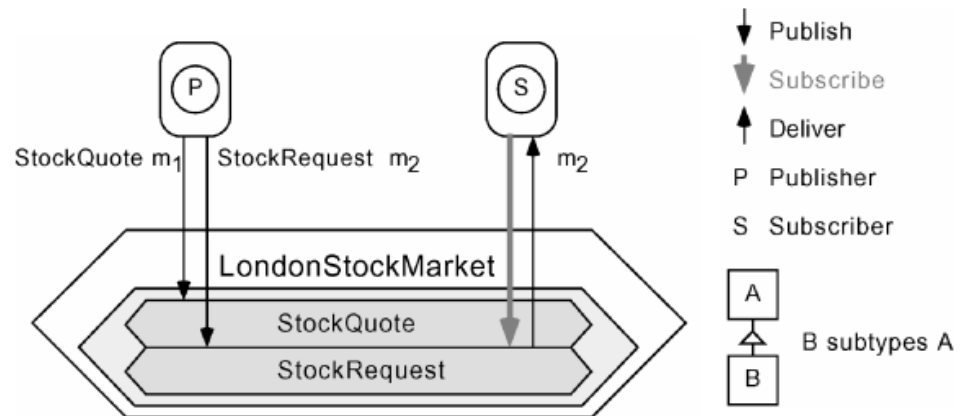 P
S
StockQuote m1
StockRequest m2
m2
LondonStockMarket
StockQuote
StockRequest
Publish
Subscribe
Deliver
P Publisher
S Subscriber
A
B subtypes A
B